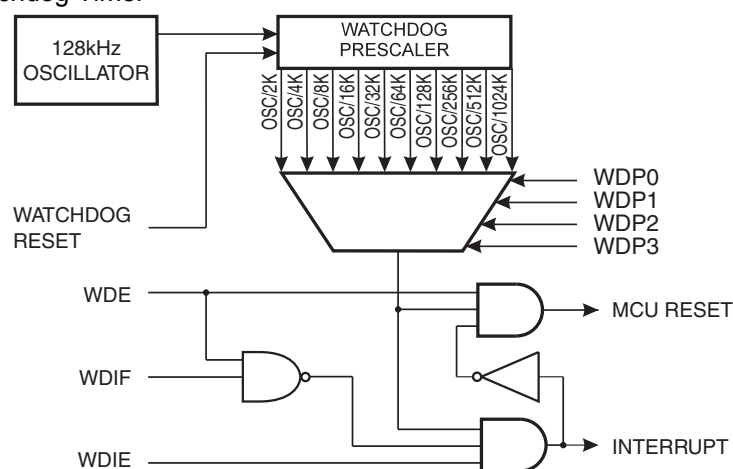 128kHz
OSCILLATOR
WATCHDOG
PRESCALER
OSC/2K
OSC/4K
OSC/8K
OSC/16K
OSC/32K
OSC/64K
OSC/128K
OSC/256K
OSC/512K
OSC/1024K
WDP0
WDP1
WDP2
WDP3
WATCHDOG
RESET
WDE
MCU RESET
WDIF
INTERRUPT
WDIE